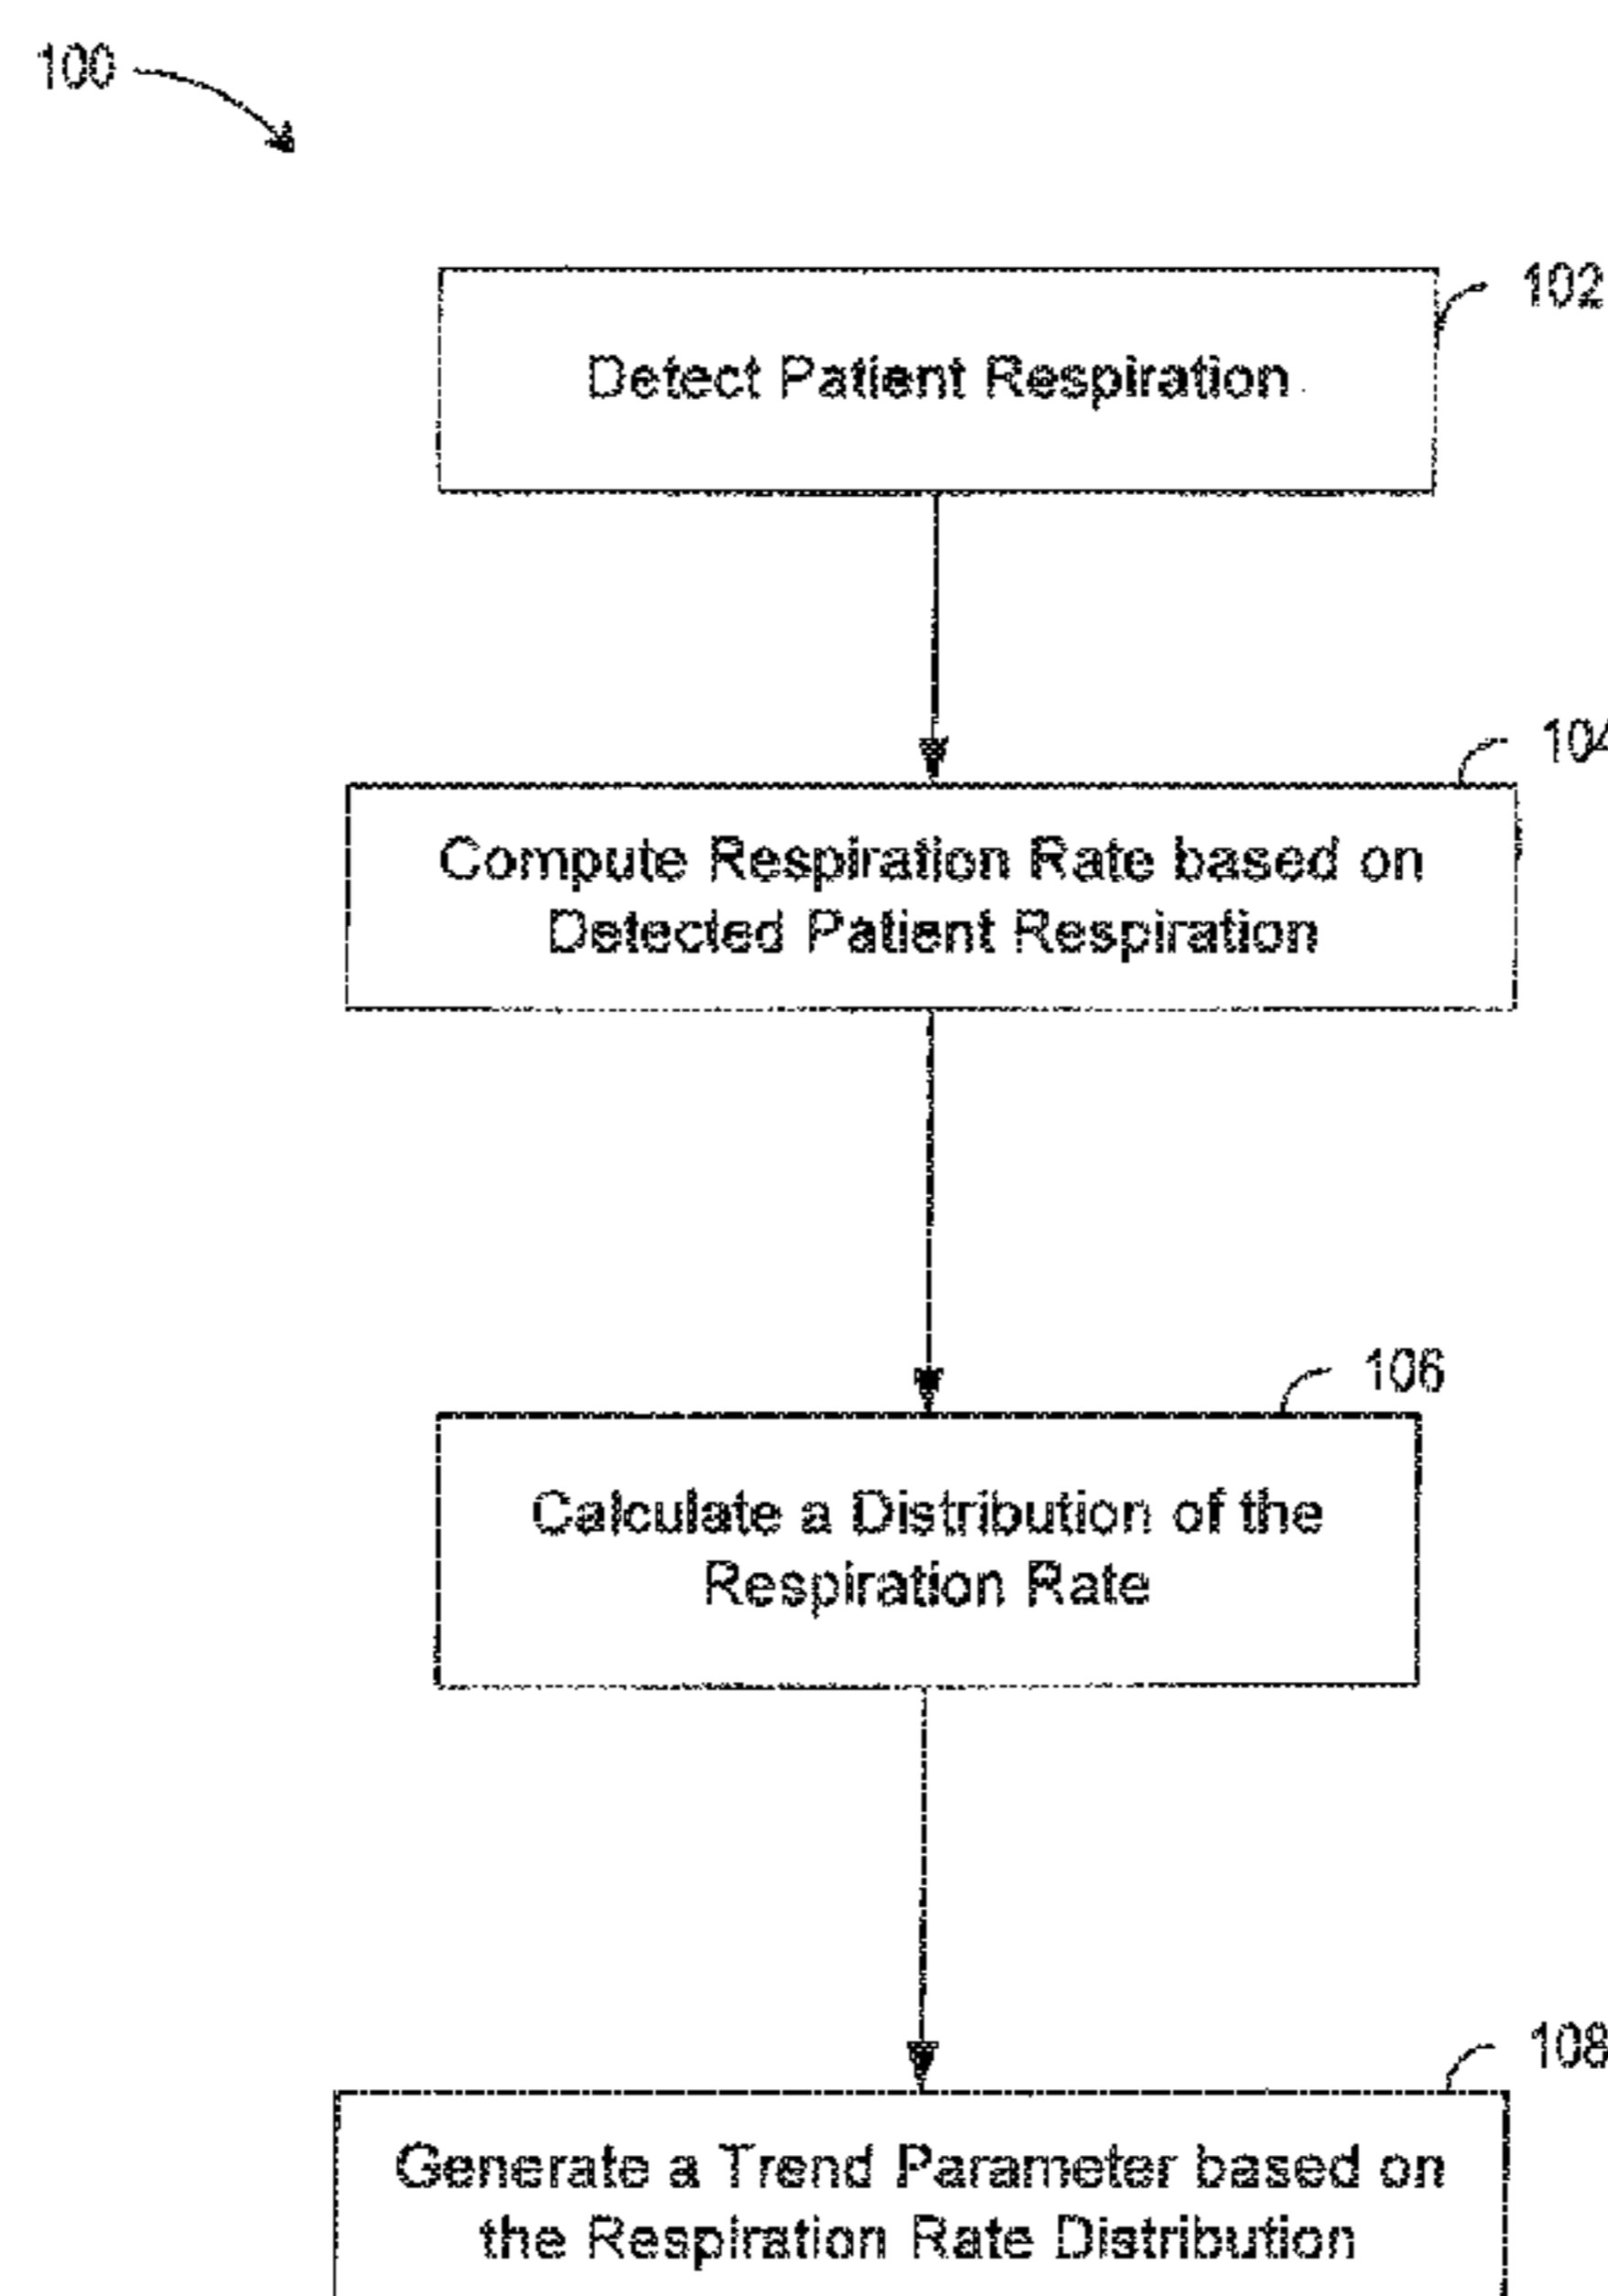 100
102
Detect Patient Respiration
104
Compute Respiration Rate based on
Detected Patient Respiration
106
Calculate a Distribution of the
Respiration Rate
108
Generate a Trend Parameter based on
the Respiration Rate Distribution